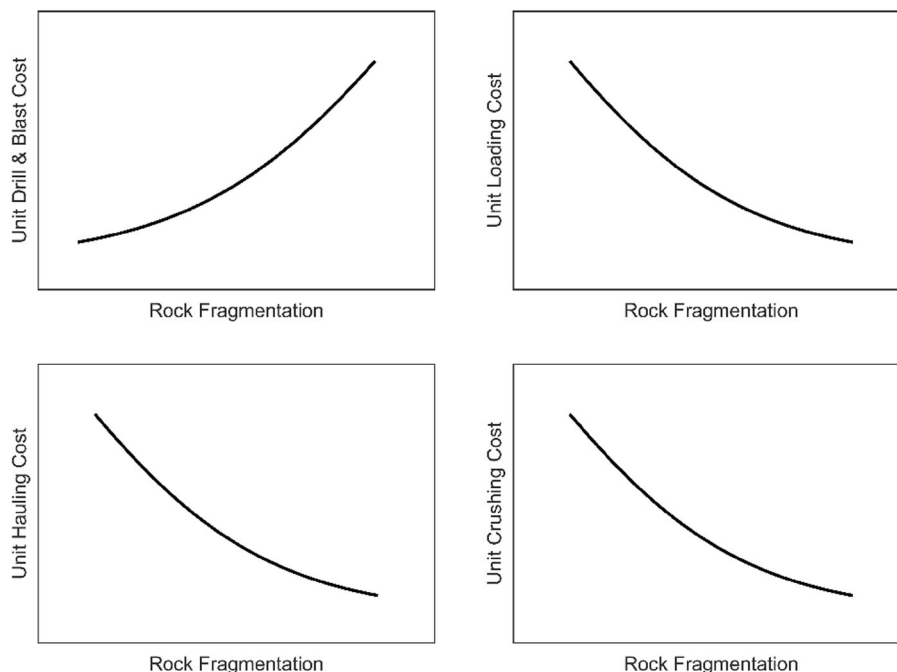 Unit Drill & Blast Cost
Rock Fragmentation
Unit Loading Cost
Rock Fragmentation
Unit Hauling Cost
Rock Fragmentation
Unit Crushing Cost
Rock Fragmentation